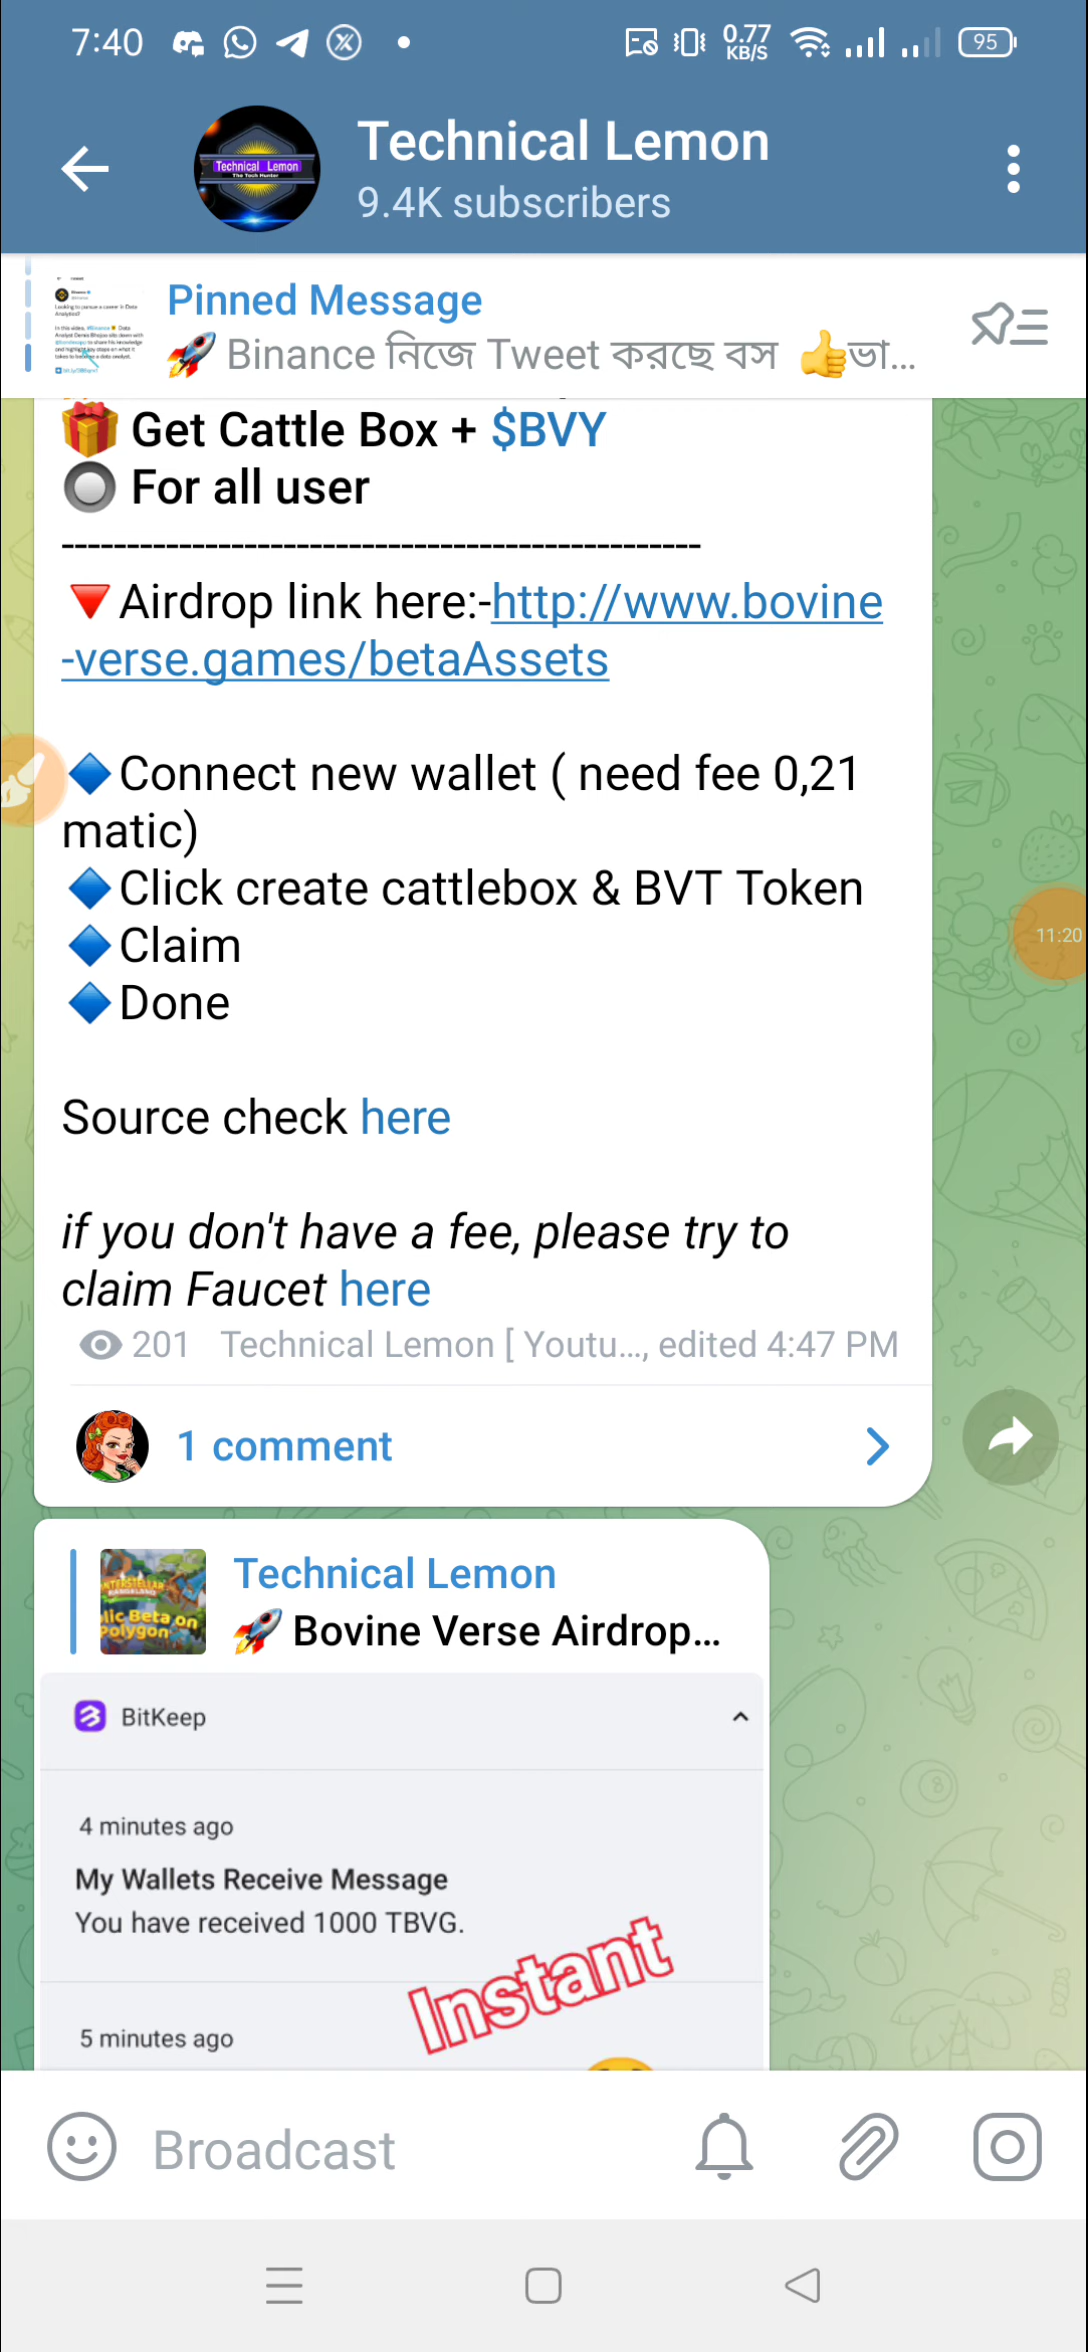 7:40
0.77
KB/S
95
Technical Lemon
Technical Lemon
The Tech Hunter
9.4K subscribers
Pinned Message
🚀 Binance নিজে Tweet করছে বস 👍ভা...
🎁 Get Cattle Box + $BVY
🔘 For all user
-------------------------------------------------
🔻Airdrop link here:-http://www.bovine
-verse.games/betaAssets
🔷Connect new wallet ( need fee 0,21
matic)
🔷Click create cattlebox & BVT Token
🔷Claim
🔷Done
11:20
Source check here
if you don't have a fee, please try to
claim Faucet here
201 Technical Lemon [ Youtu..., edited 4:47 PM
1 comment
Technical Lemon
🚀 Bovine Verse Airdrop...
BitKeep
4 minutes ago
My Wallets Receive Message
You have received 1000 TBVG.
Instant
5 minutes ago
Broadcast